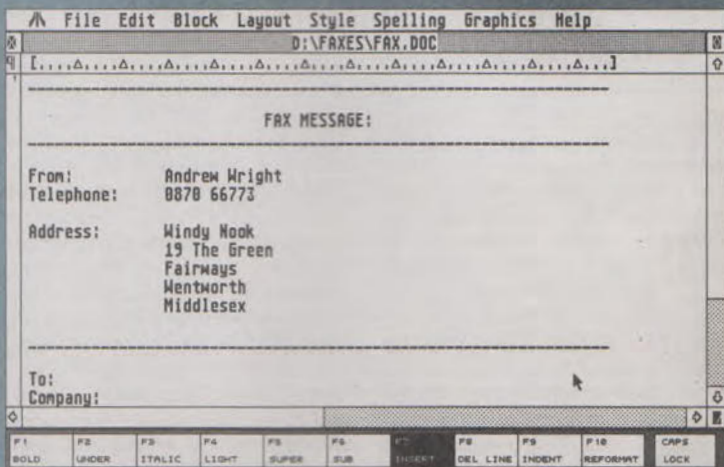 File Edit Block Layout Style Spelling Graphics Help
D:\FAXES\FAX.DOC
FAX MESSAGE:
From: Andrew Wright
Telephone: 0870 66773
Address: Windy Nook
19 The Green
Fairways
Wentworth
Middlesex
To:
Company:
F1 F2 F3 F4 F5 F6 F7 F8 F9 F10 CAPS
BOLD UNDER ITALIC LIGHT SUPER SUB INSERT DEL LINE INDENT REFORMAT LOCK